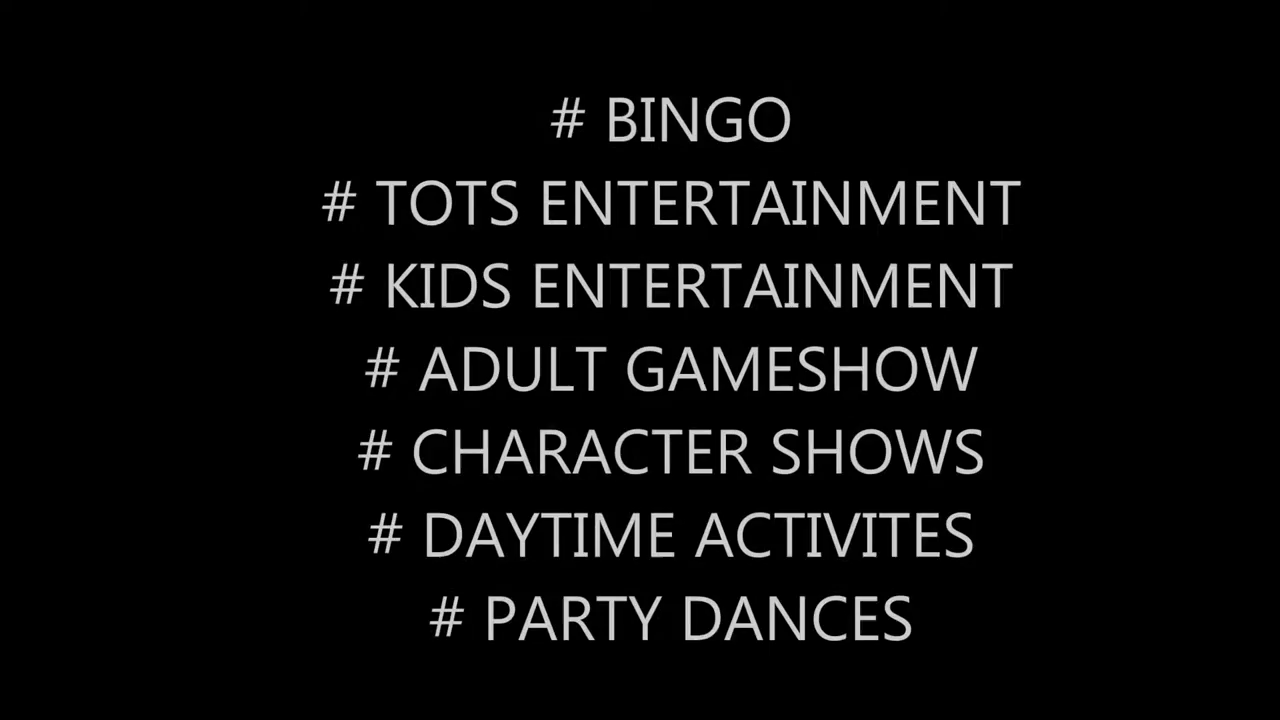 # BINGO
# TOTS ENTERTAINMENT
# KIDS ENTERTAINMENT
# ADULT GAMESHOW
# CHARACTER SHOWS
# DAYTIME ACTIVITES
# PARTY DANCES